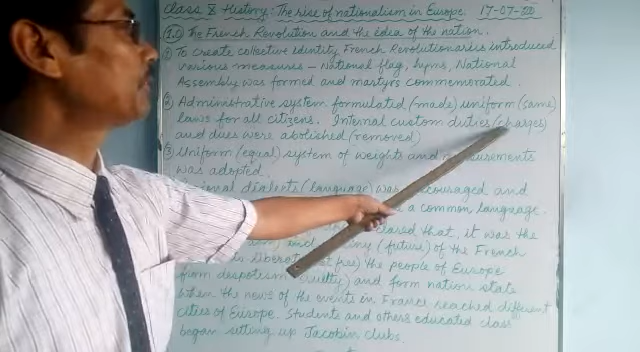 Class X History: The rise of nationalism in Europe. 17-07-20
1.0 The French Revolution and the idea of the nation.
① To create collective identity, French Revolutionaries introduced
various measures – National flag, hymns, National
Assembly was formed and martyrs commemorated.
② Administrative system formulated (made) uniform (same)
laws for all citizens. Internal custom duties (charges)
and dues were abolished (removed)
③ Uniform (equal) system of weights and measurements
was adopted.
dialects (language) was and
a common language.
that, it was the
and (future) of the French
the people of Europe
from despotism and form nation state
When the news of the events in France reached different
cities of Europe. Students and others educated class
began setting up Jacobin clubs.